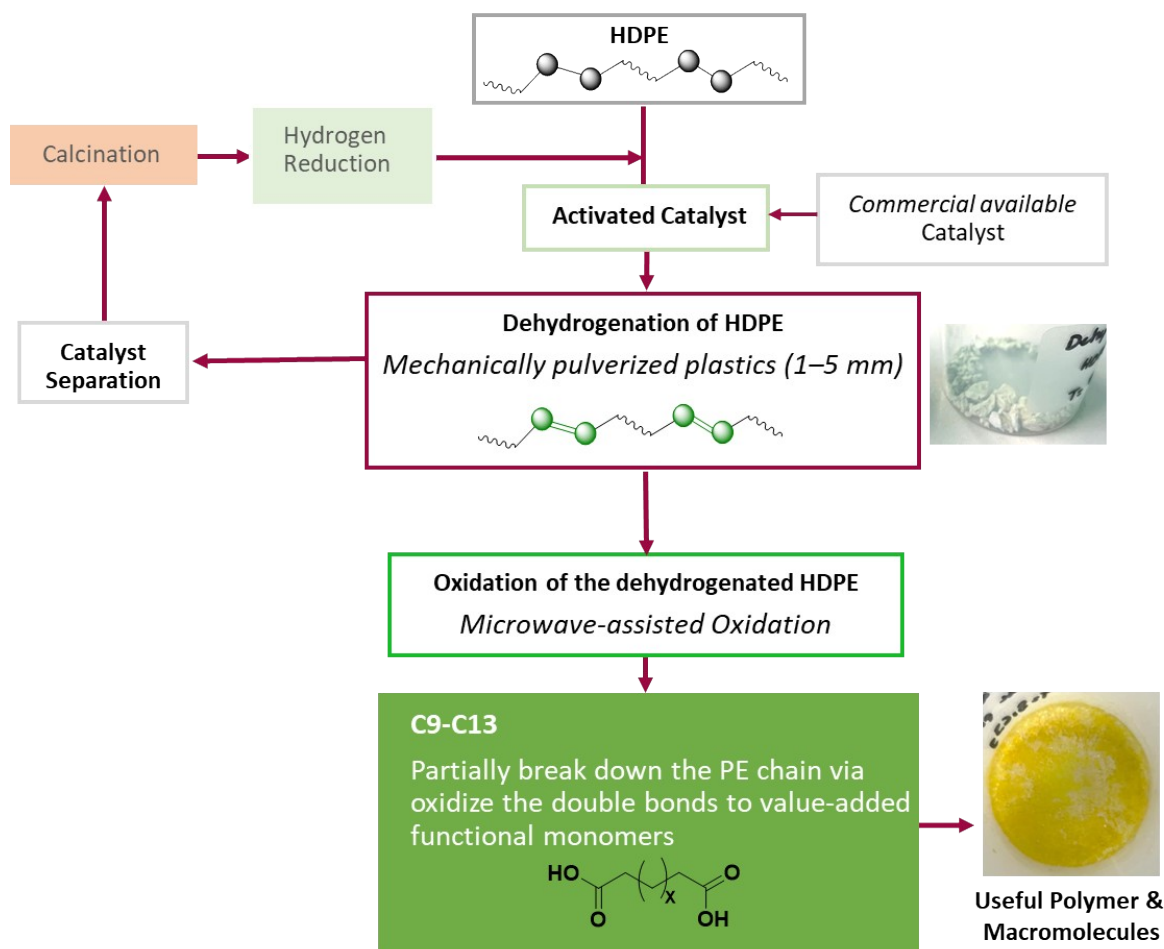 HDPE
Calcination
Hydrogen
Reduction
Activated Catalyst
Commercial available
Catalyst
Dehydrogenation of HDPE
Mechanically pulverized plastics (1–5 mm)
Catalyst
Separation
Oxidation of the dehydrogenated HDPE
Microwave-assisted Oxidation
C9-C13
Partially break down the PE chain via
oxidize the double bonds to value-added
functional monomers
HO
O
X
O
OH
Useful Polymer &
Macromolecules